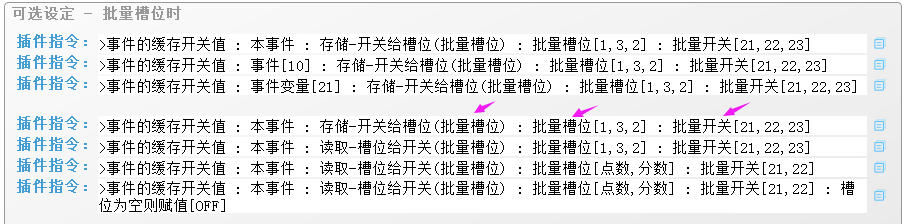 可选设定 - 批量槽位时
插件指令: >事件的缓存开关值 : 本事件 : 存储-开关给槽位(批量槽位) : 批量槽位[1,3,2] : 批量开关[21,22,23]
插件指令: >事件的缓存开关值 : 事件[10] : 存储-开关给槽位(批量槽位) : 批量槽位[1,3,2] : 批量开关[21,22,23]
插件指令: >事件的缓存开关值 : 事件变量[21] : 存储-开关给槽位(批量槽位) : 批量槽位[1,3,2] : 批量开关[21,22,23]
插件指令: >事件的缓存开关值 : 本事件 : 存储-开关给槽位(批量槽位) : 批量槽位[1,3,2] : 批量开关[21,22,23]
插件指令: >事件的缓存开关值 : 本事件 : 读取-槽位给开关(批量槽位) : 批量槽位[1,3,2] : 批量开关[21,22,23]
插件指令: >事件的缓存开关值 : 本事件 : 读取-槽位给开关(批量槽位) : 批量槽位[点数,分数] : 批量开关[21,22]
插件指令: >事件的缓存开关值 : 本事件 : 读取-槽位给开关(批量槽位) : 批量槽位[点数,分数] : 批量开关[21,22] : 槽
位为空则赋值[OFF]